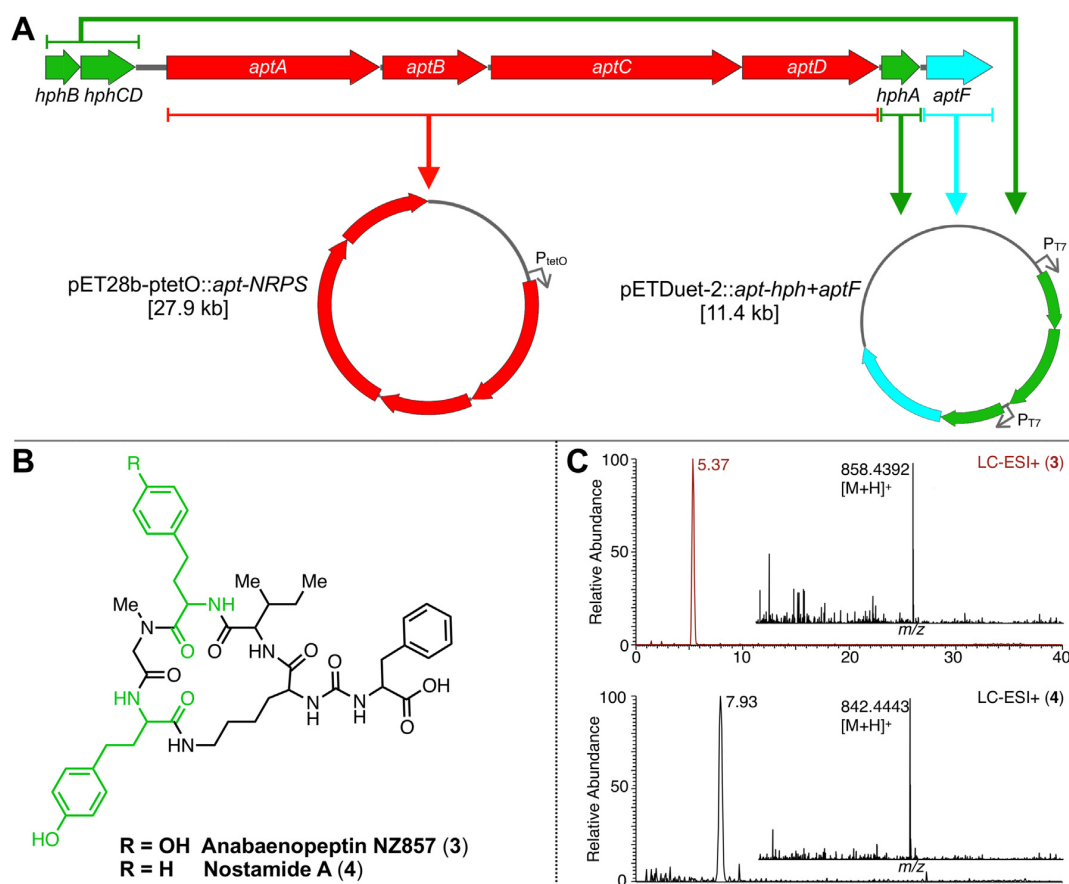 A
hphB hphCD
aptA
aptB
aptC
aptD
hphA aptF
pET28b-ptetO::apt-NRPS
[27.9 kb]
PtetO
pETDuet-2::apt-hph+aptF
[11.4 kb]
PT7
PT7
B
R
Me
N
O
NH
O
Me
Me
O
HN
O
NH
O
N
H
O
N
H
OH
O
O
N
H
HO
R = OH Anabaenopeptin NZ857 (3)
R = H Nostamide A (4)
C
LC-ESI+ (3)
5.37
858.4392
[M+H]+
Relative Abundance
100
50
0
m/z
0 10 20 30 40
LC-ESI+ (4)
7.93
842.4443
[M+H]+
Relative Abundance
100
50
0
m/z